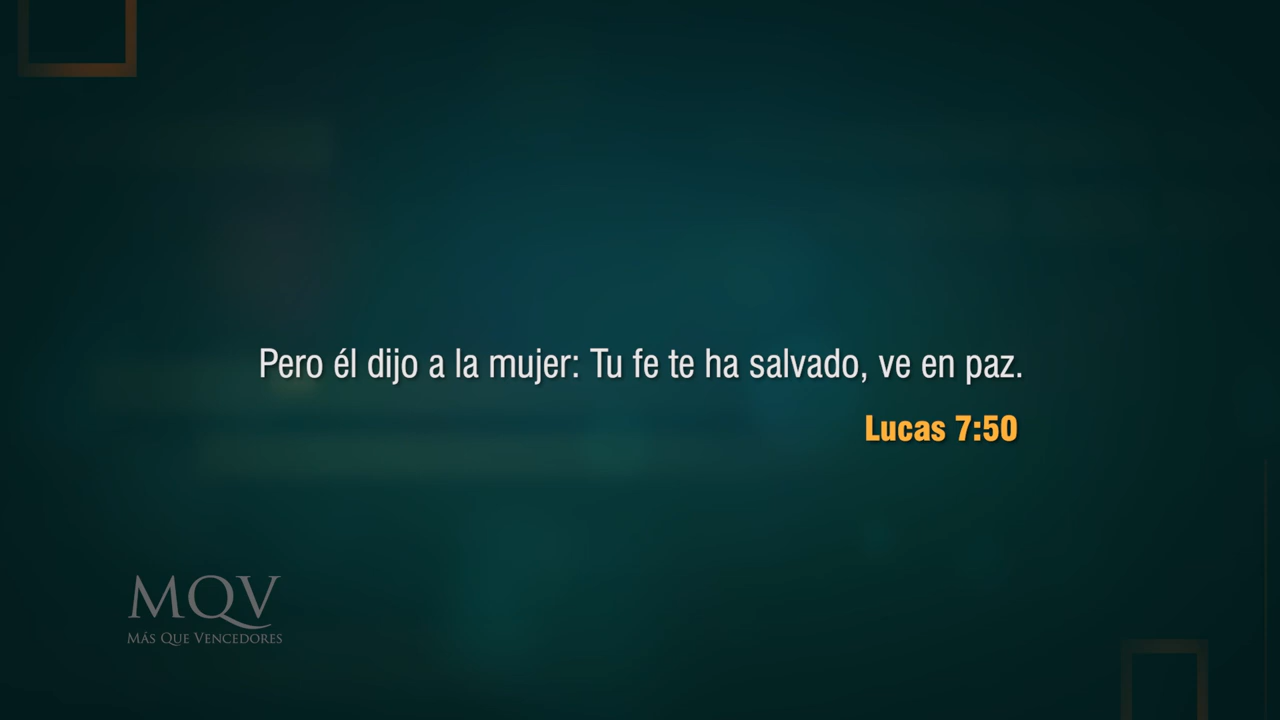 Pero él dijo a la mujer: Tu fe te ha salvado, ve en paz.
Lucas 7:50
MQV
MÁS QUE VENCEDORES